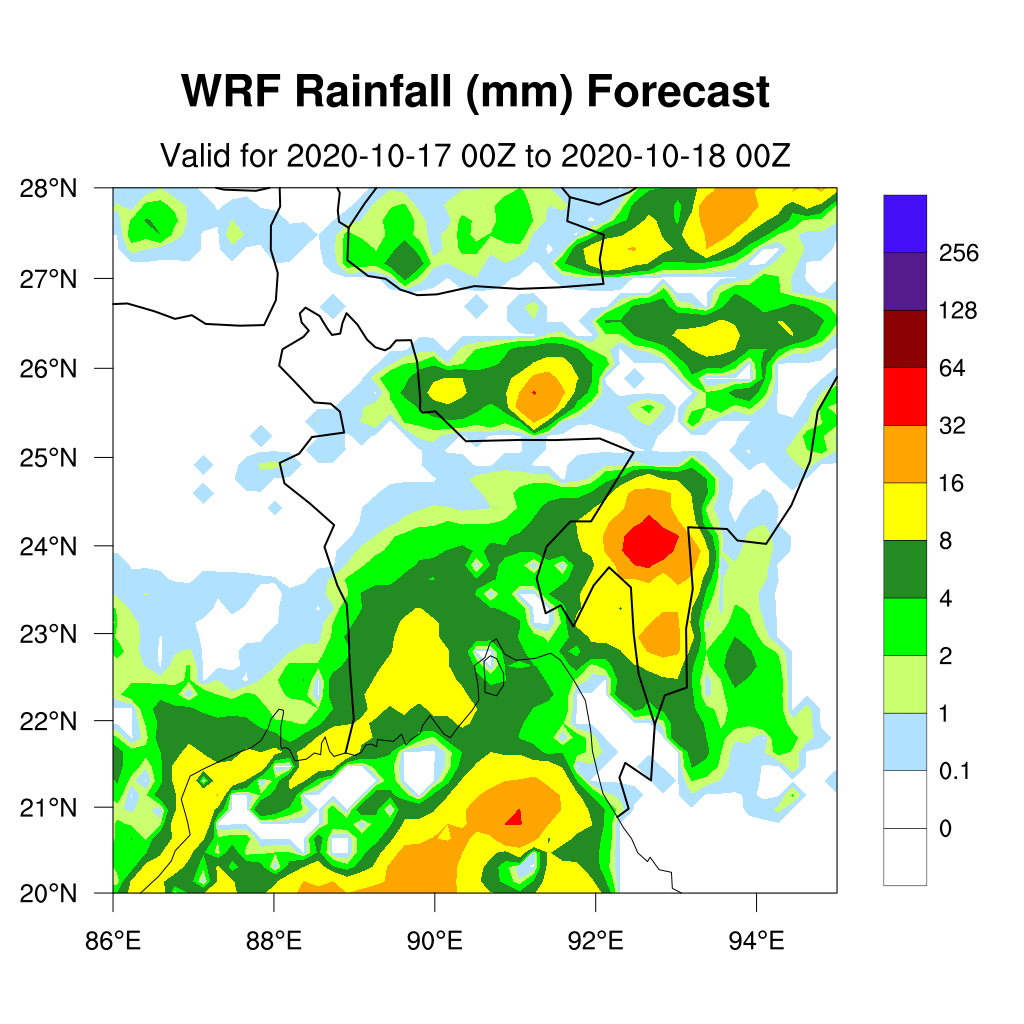 WRF Rainfall (mm) Forecast
Valid for 2020-10-17 00Z to 2020-10-18 00Z
28°N
27°N
26°N
25°N
24°N
23°N
22°N
21°N
20°N
86°E
88°E
90°E
92°E
94°E
256
128
64
32
16
8
4
2
1
0.1
0